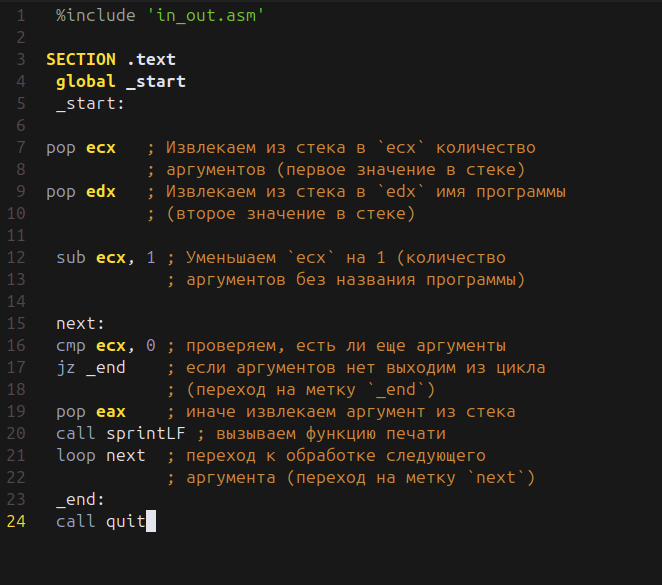 1 %include 'in_out.asm'
2
3 SECTION .text
4 global _start
5 _start:
6
7 pop ecx ; Извлекаем из стека в `ecx` количество
8 ; аргументов (первое значение в стеке)
9 pop edx ; Извлекаем из стека в `edx` имя программы
10 ; (второе значение в стеке)
11
12 sub ecx, 1 ; Уменьшаем `ecx` на 1 (количество
13 ; аргументов без названия программы)
14
15 next:
16 cmp ecx, 0 ; проверяем, есть ли еще аргументы
17 jz _end ; если аргументов нет выходим из цикла
18 ; (переход на метку `_end`)
19 pop eax ; иначе извлекаем аргумент из стека
20 call sprintLF ; вызываем функцию печати
21 loop next ; переход к обработке следующего
22 ; аргумента (переход на метку `next`)
23 _end:
24 call quit